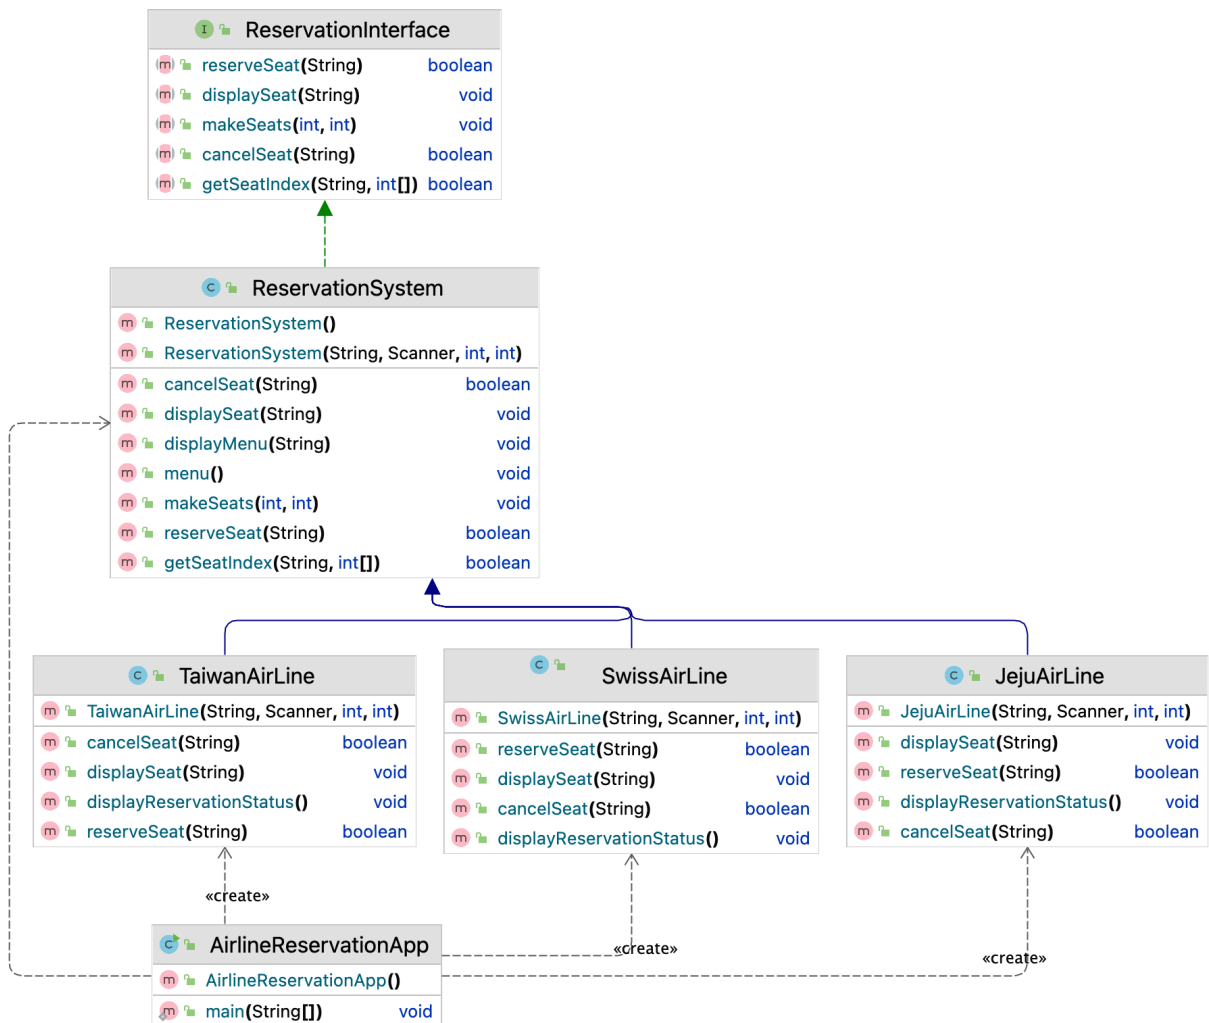 I ReservationInterface
m reserveSeat(String) boolean
m displaySeat(String) void
m makeSeats(int, int) void
m cancelSeat(String) boolean
m getSeatIndex(String, int[]) boolean
C ReservationSystem
m ReservationSystem()
m ReservationSystem(String, Scanner, int, int)
m cancelSeat(String) boolean
m displaySeat(String) void
m displayMenu(String) void
m menu() void
m makeSeats(int, int) void
m reserveSeat(String) boolean
m getSeatIndex(String, int[]) boolean
C TaiwanAirLine
m TaiwanAirLine(String, Scanner, int, int)
m cancelSeat(String) boolean
m displaySeat(String) void
m displayReservationStatus() void
m reserveSeat(String) boolean
C SwissAirLine
m SwissAirLine(String, Scanner, int, int)
m reserveSeat(String) boolean
m displaySeat(String) void
m cancelSeat(String) boolean
m displayReservationStatus() void
C JejuAirLine
m JejuAirLine(String, Scanner, int, int)
m displaySeat(String) void
m reserveSeat(String) boolean
m displayReservationStatus() void
m cancelSeat(String) boolean
«create»
«create»
«create»
C AirlineReservationApp
m AirlineReservationApp()
m main(String[]) void